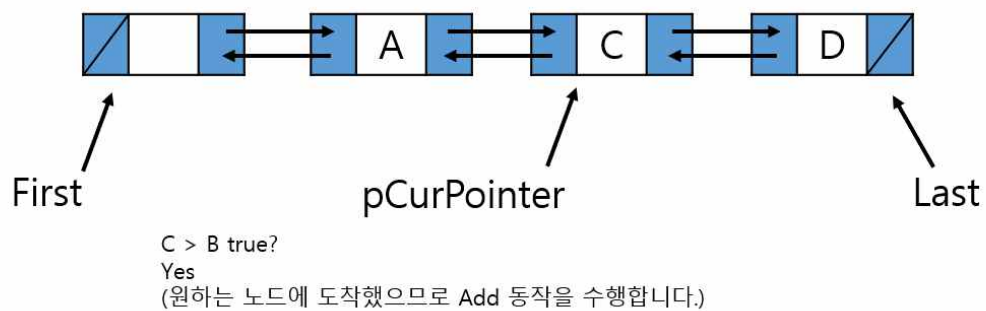 A C D
First pCurPointer Last
C > B true?
Yes
(원하는 노드에 도착했으므로 Add 동작을 수행합니다.)